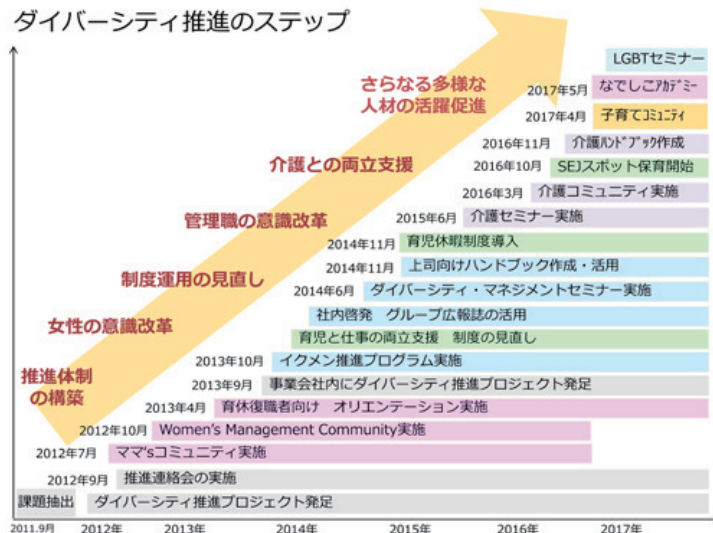 ダイバーシティ推進のステップ
LGBTセミナー
2017年5月 なでしこｱｶﾃﾞﾐｰ
さらなる多様な
人材の活躍促進
2017年4月 子育てｺﾐｭﾆﾃｨ
2016年11月 介護ﾊﾝﾄﾞﾌﾞｯｸ作成
介護との両立支援
2016年10月 SEJスポット保育開始
2016年3月 介護コミュニティ実施
管理職の意識改革
2015年6月 介護セミナー実施
2014年11月 育児休暇制度導入
制度運用の見直し
2014年11月 上司向けハンドブック作成・活用
2014年6月 ダイバーシティ・マネジメントセミナー実施
女性の意識改革
社内啓発 グループ広報誌の活用
育児と仕事の両立支援 制度の見直し
2013年10月 イクメン推進プログラム実施
推進体制
の構築
2013年9月 事業会社内にダイバーシティ推進プロジェクト発足
2013年4月 育休復職者向け オリエンテーション実施
2012年10月 Women's Management Community実施
2012年7月 ママ'sコミュニティ実施
2012年9月 推進連絡会の実施
課題抽出 ダイバーシティ推進プロジェクト発足
2011.9月 2012年 2013年 2014年 2015年 2016年 2017年